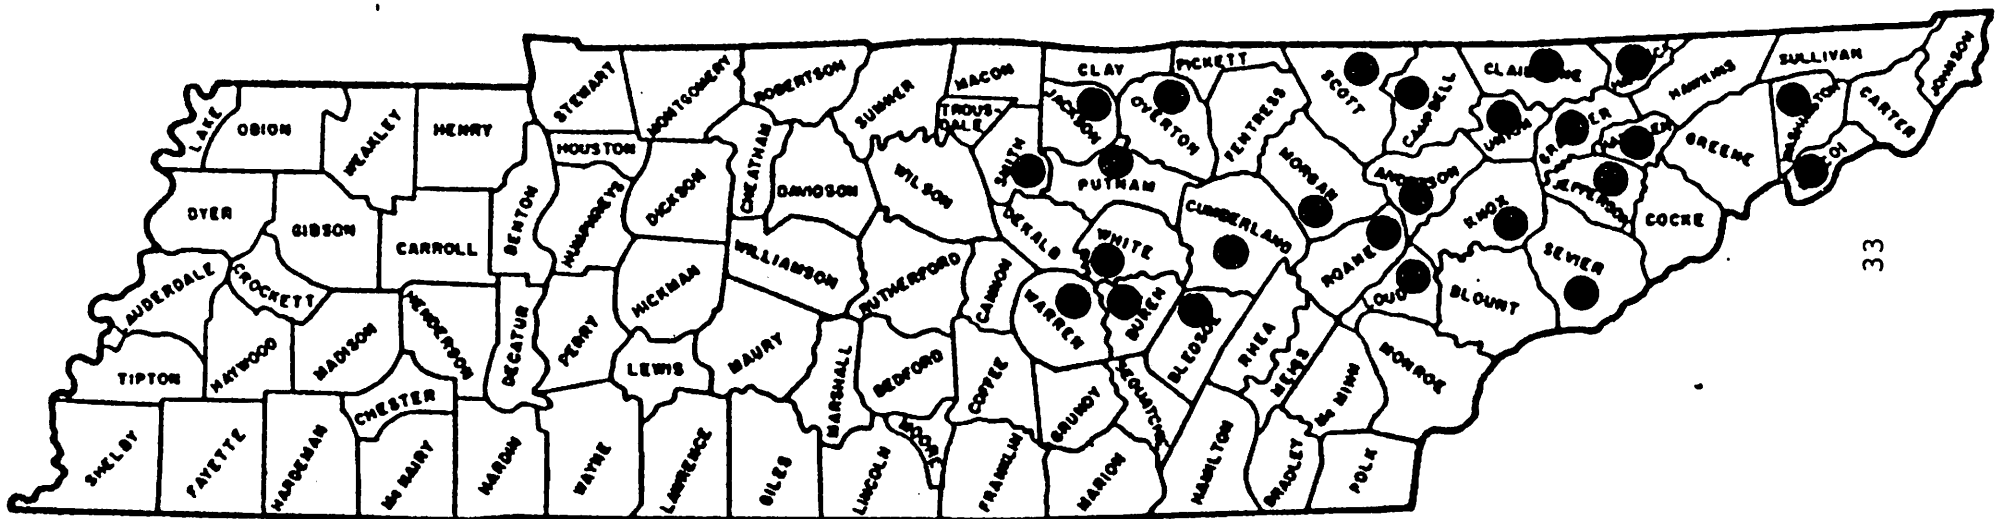 LAKE
OBION
WEAKLEY
HENRY
STEWART
MONTGOMERY
ROBERTSON
SUMNER
MACON
TROUS-
DALE
CLAY
PICKETT
JACKSON
OVERTON
FENTRESS
SCOTT
CAMPBELL
HAWKINS
SULLIVAN
JOHNSON
CARTER
GREENE
UNION
HOUSTON
HUMPHREYS
DICKSON
CHEATHAM
DAVIDSON
WILSON
SMITH
PUTNAM
MORGAN
KNOX
JEFFERSON
COCKE
SEVIER
DYER
GIBSON
CARROLL
BENTON
WILLIAMSON
RUTHERFORD
CANNON
DEKALB
WHITE
CUMBERLAND
ROANE
BLOUNT
33
LAUDERDALE
CROCKETT
HAYWOOD
MADISON
HENDERSON
DECATUR
PERRY
HICKMAN
LEWIS
MAURY
MARSHALL
BEDFORD
COFFEE
WARREN
BUREN
BLEDSOE
RHEA
MEIGS
MC MINN
MONROE
TIPTON
CHESTER
SHELBY
FAYETTE
HARDEMAN
MC NAIRY
HARDIN
WAYNE
LAWRENCE
GILES
LINCOLN
MOORE
FRANKLIN
GRUNDY
SEQUATCHIE
MARION
HAMILTON
BRADLEY
POLK